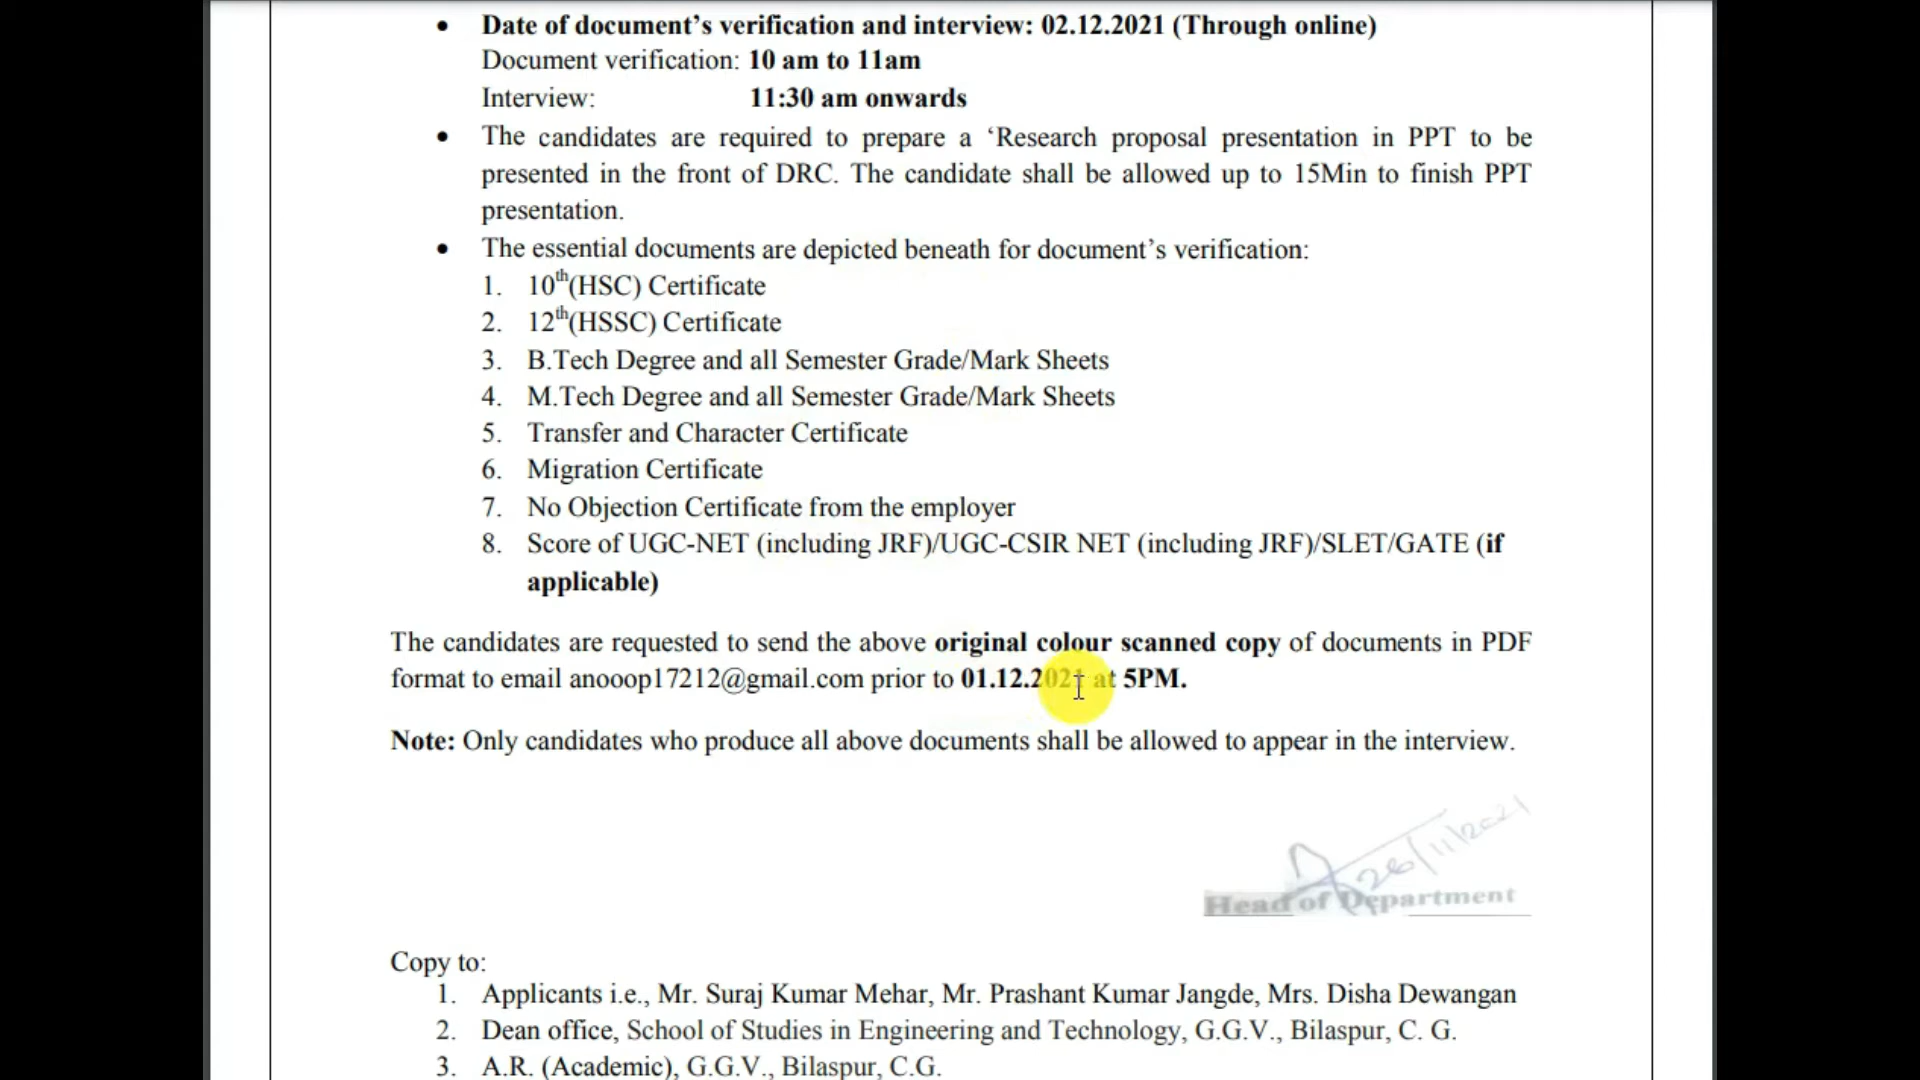 • Date of document’s verification and interview: 02.12.2021 (Through online)
Document verification: 10 am to 11am
Interview: 11:30 am onwards
• The candidates are required to prepare a ‘Research proposal presentation in PPT to be
presented in the front of DRC. The candidate shall be allowed up to 15Min to finish PPT
presentation.
• The essential documents are depicted beneath for document’s verification:
1. 10th(HSC) Certificate
2. 12th(HSSC) Certificate
3. B.Tech Degree and all Semester Grade/Mark Sheets
4. M.Tech Degree and all Semester Grade/Mark Sheets
5. Transfer and Character Certificate
6. Migration Certificate
7. No Objection Certificate from the employer
8. Score of UGC-NET (including JRF)/UGC-CSIR NET (including JRF)/SLET/GATE (if
applicable)
The candidates are requested to send the above original colour scanned copy of documents in PDF
format to email anooop17212@gmail.com prior to 01.12.2021 at 5PM.
Note: Only candidates who produce all above documents shall be allowed to appear in the interview.
26/11/2021
Head of Department
Copy to:
1. Applicants i.e., Mr. Suraj Kumar Mehar, Mr. Prashant Kumar Jangde, Mrs. Disha Dewangan
2. Dean office, School of Studies in Engineering and Technology, G.G.V., Bilaspur, C. G.
3. A.R. (Academic), G.G.V., Bilaspur, C.G.